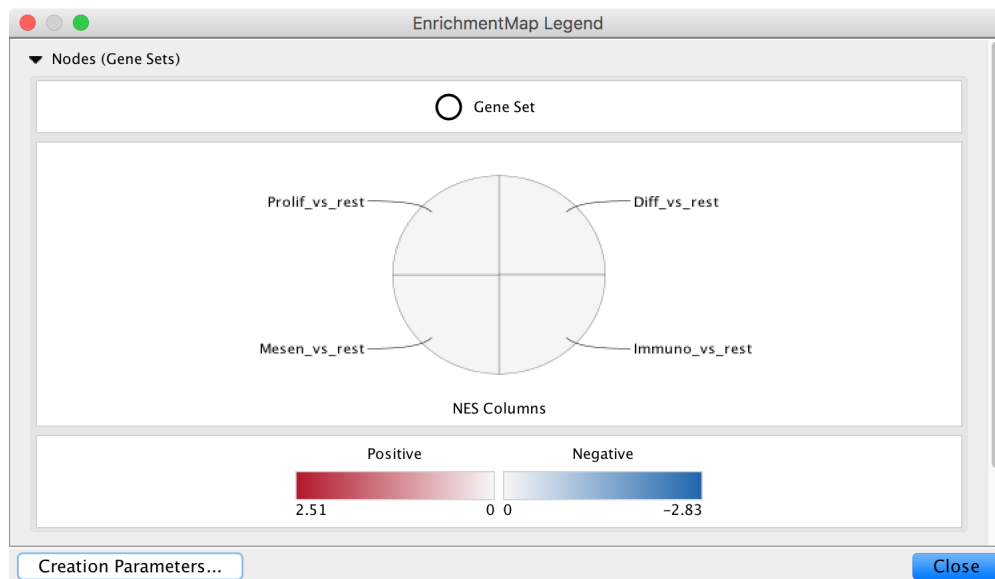 EnrichmentMap Legend
Nodes (Gene Sets)
Gene Set
Prolif_vs_rest
Diff_vs_rest
Mesen_vs_rest
Immuno_vs_rest
NES Columns
Positive Negative
2.51 0 0 -2.83
Creation Parameters... Close